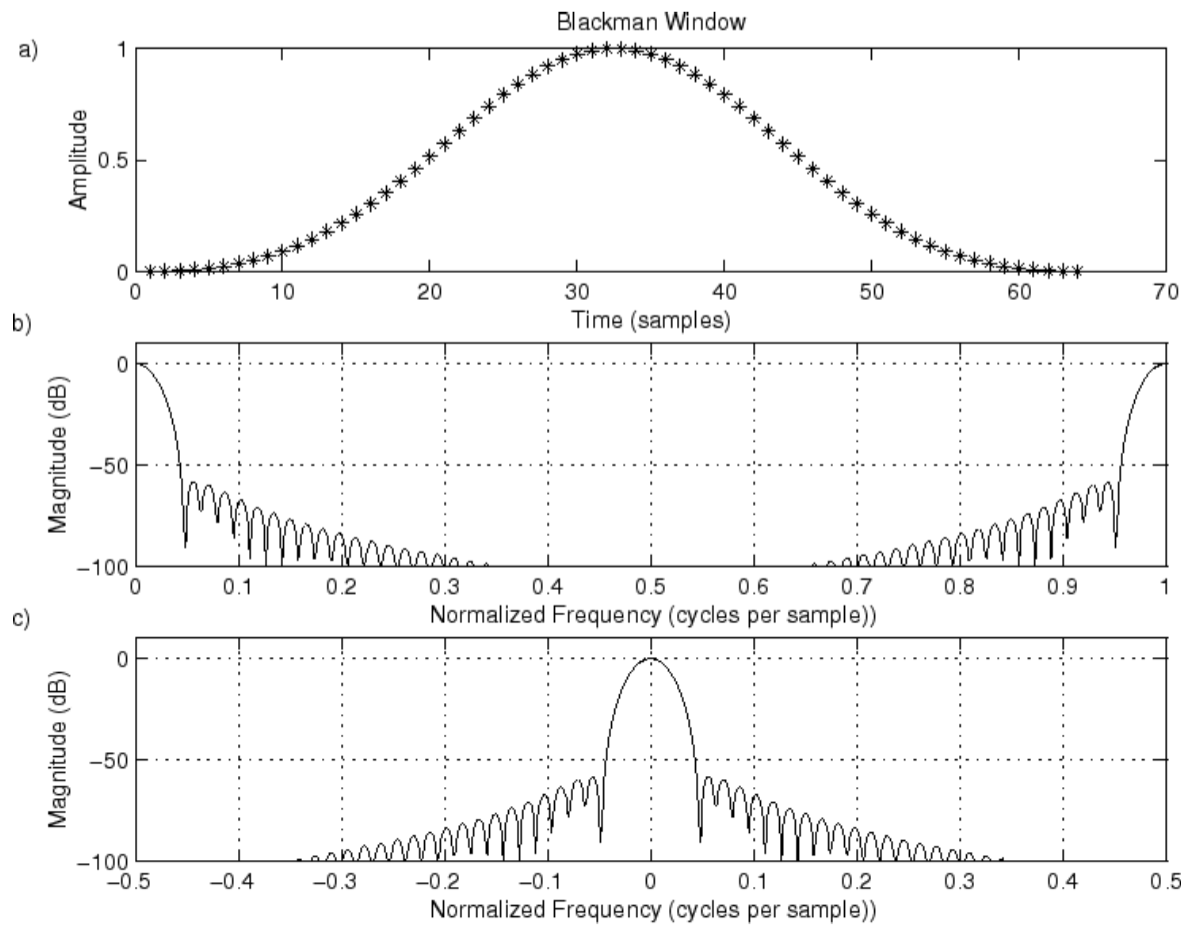 Blackman Window
a)
1
0.5
0
Amplitude
0 10 20 30 40 50 60 70
Time (samples)
b)
0
−50
−100
Magnitude (dB)
0 0.1 0.2 0.3 0.4 0.5 0.6 0.7 0.8 0.9 1
Normalized Frequency (cycles per sample))
c)
0
−50
−100
Magnitude (dB)
−0.5 −0.4 −0.3 −0.2 −0.1 0 0.1 0.2 0.3 0.4 0.5
Normalized Frequency (cycles per sample))